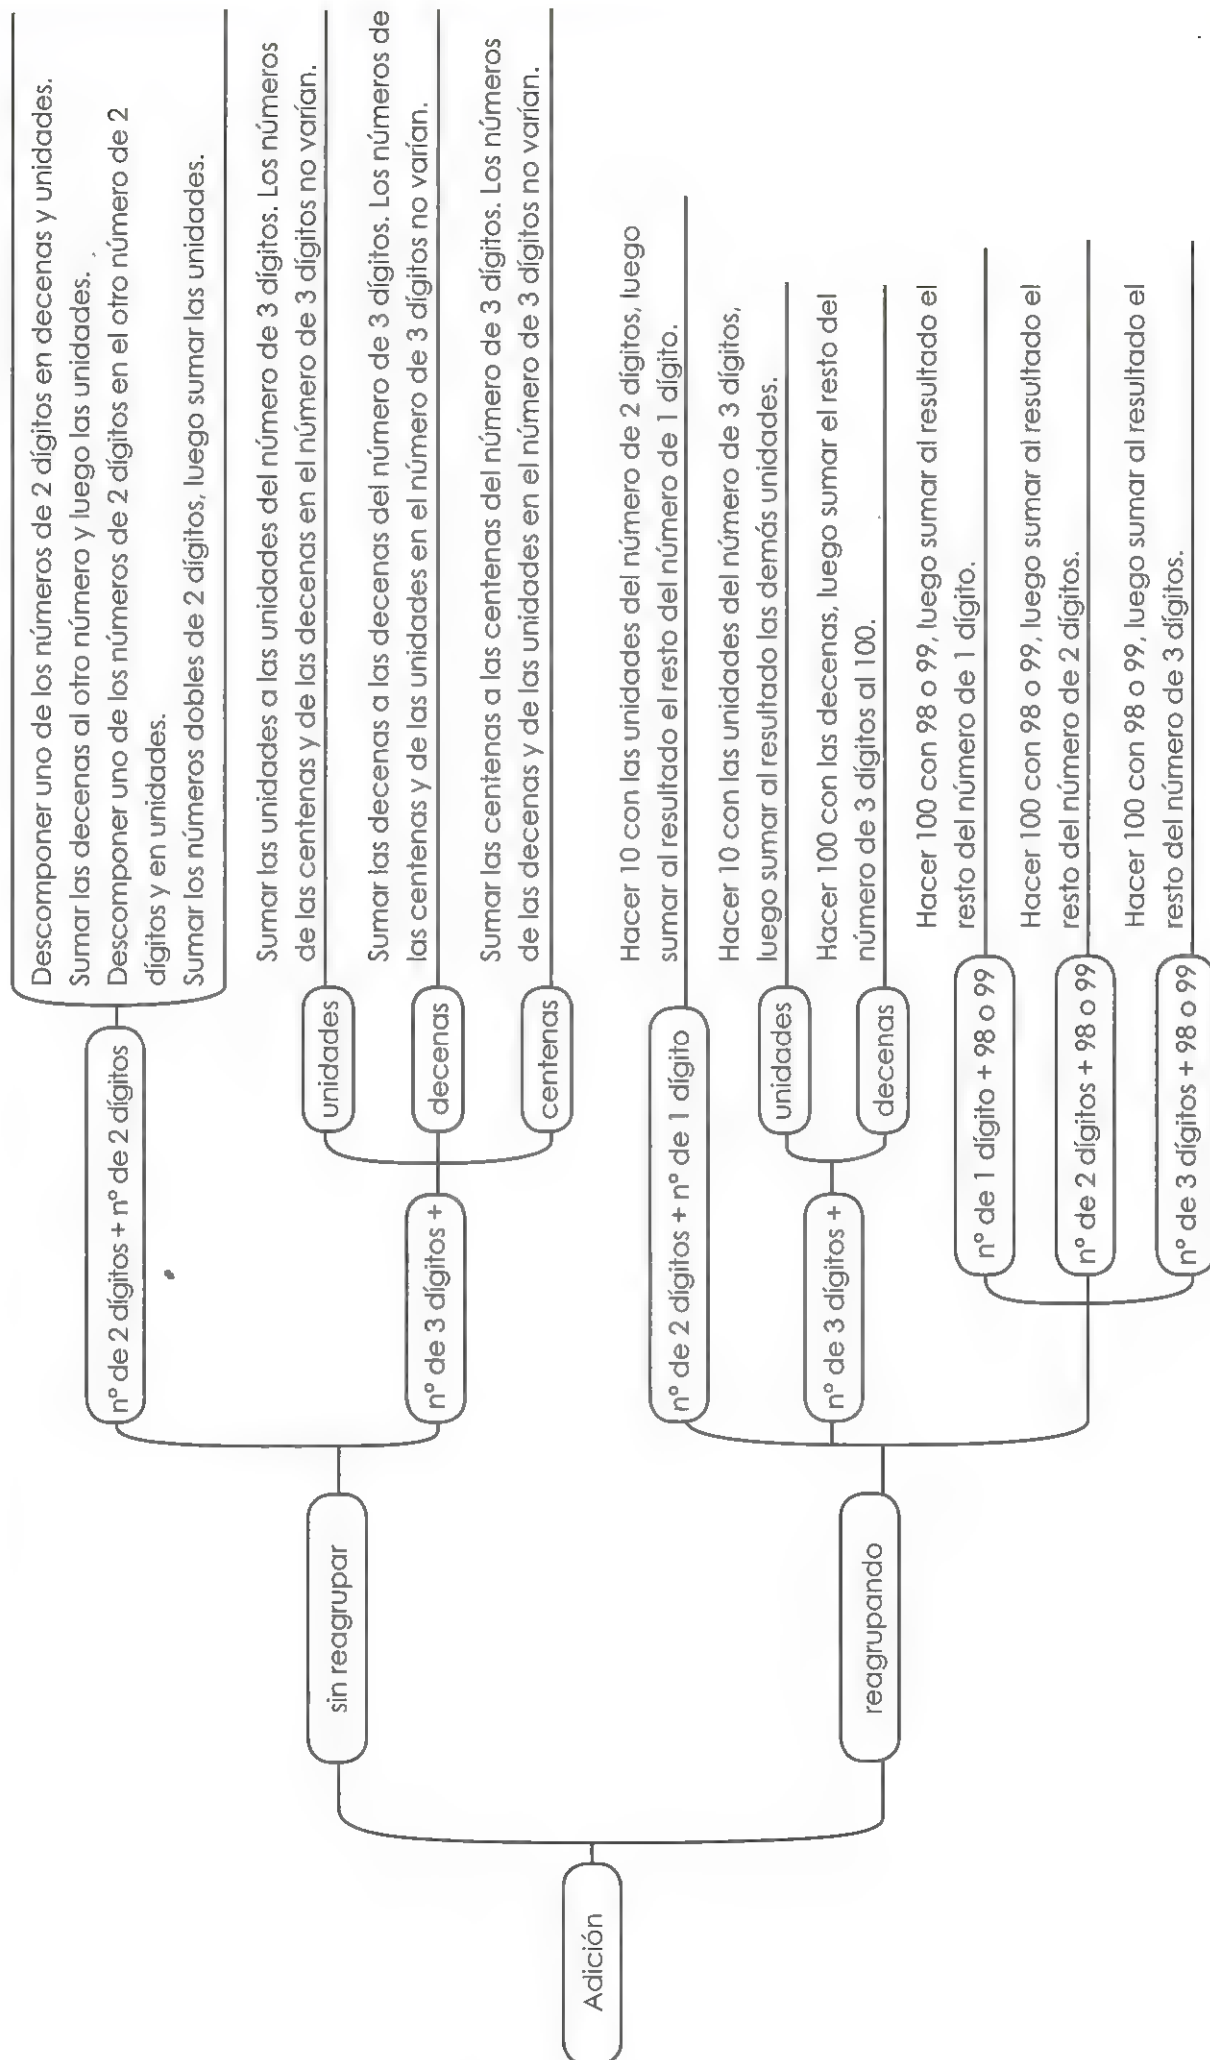 Adición
sin reagrupar
nº de 2 dígitos + nº de 2 dígitos
Descomponer uno de los números de 2 dígitos en decenas y unidades.
Sumar las decenas al otro número y luego las unidades.
Descomponer uno de los números de 2 dígitos en el otro número de 2
dígitos y en unidades.
Sumar los números dobles de 2 dígitos, luego sumar las unidades.
nº de 3 dígitos +
unidades
Sumar las unidades a las unidades del número de 3 dígitos. Los números
de las centenas y de las decenas en el número de 3 dígitos no varían.
decenas
Sumar las decenas a las decenas del número de 3 dígitos. Los números de
las centenas y de las unidades en el número de 3 dígitos no varían.
centenas
Sumar las centenas a las centenas del número de 3 dígitos. Los números
de las decenas y de las unidades en el número de 3 dígitos no varían.
reagrupando
nº de 2 dígitos + nº de 1 dígito
Hacer 10 con las unidades del número de 2 dígitos, luego
sumar al resultado el resto del número de 1 dígito.
nº de 3 dígitos +
unidades
Hacer 10 con las unidades del número de 3 dígitos,
luego sumar al resultado las demás unidades.
decenas
Hacer 100 con las decenas, luego sumar el resto del
número de 3 dígitos al 100.
nº de 1 dígito + 98 o 99
Hacer 100 con 98 o 99, luego sumar al resultado el
resto del número de 1 dígito.
nº de 2 dígitos + 98 o 99
Hacer 100 con 98 o 99, luego sumar al resultado el
resto del número de 2 dígitos.
nº de 3 dígitos + 98 o 99
Hacer 100 con 98 o 99, luego sumar al resultado el
resto del número de 3 dígitos.